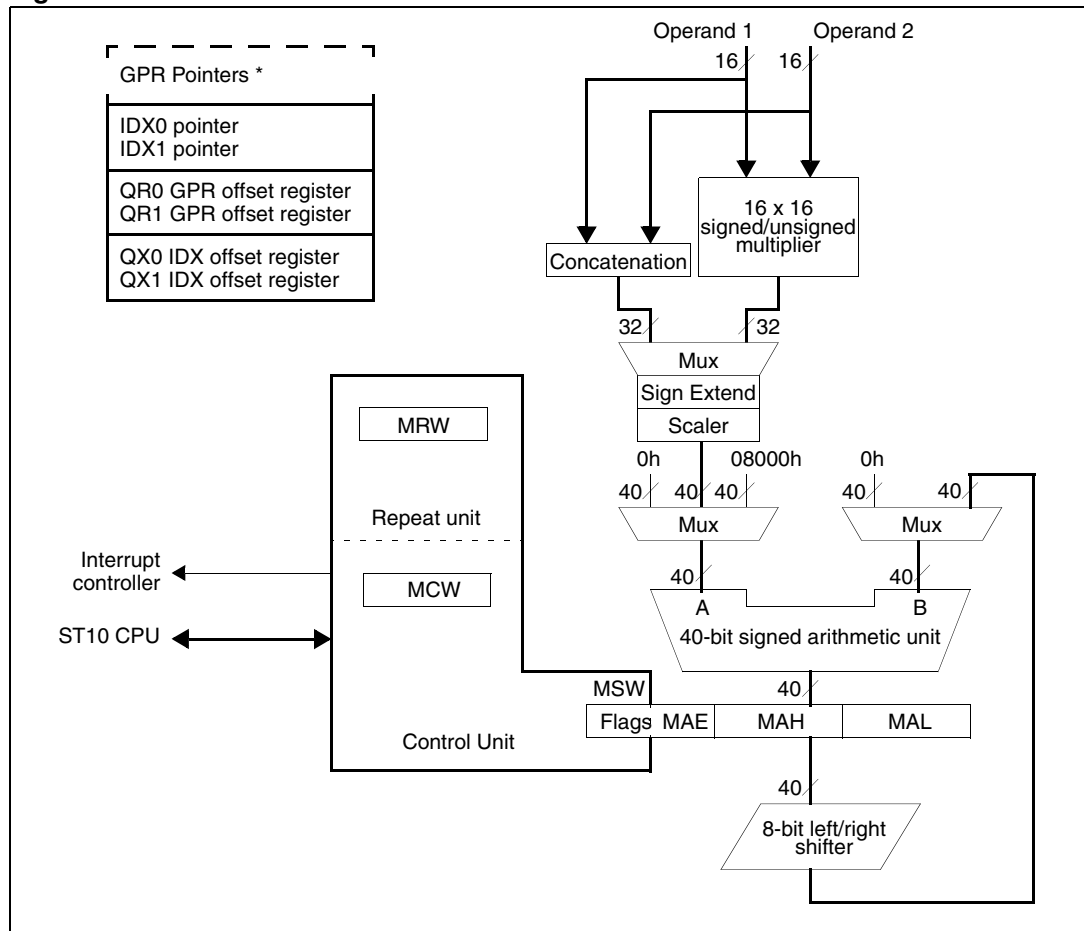 Operand 1 Operand 2
16 16
GPR Pointers *
IDX0 pointer
IDX1 pointer
QR0 GPR offset register
QR1 GPR offset register
QX0 IDX offset register
QX1 IDX offset register
16 x 16
signed/unsigned
multiplier
Concatenation
32 32
Mux
Sign Extend
Scaler
MRW
0h 08000h 0h
40 40 40 40 40
Repeat unit
Mux Mux
Interrupt
controller
MCW
40 40
A B
ST10 CPU
40-bit signed arithmetic unit
MSW 40
Flags MAE MAH MAL
Control Unit
40
8-bit left/right
shifter